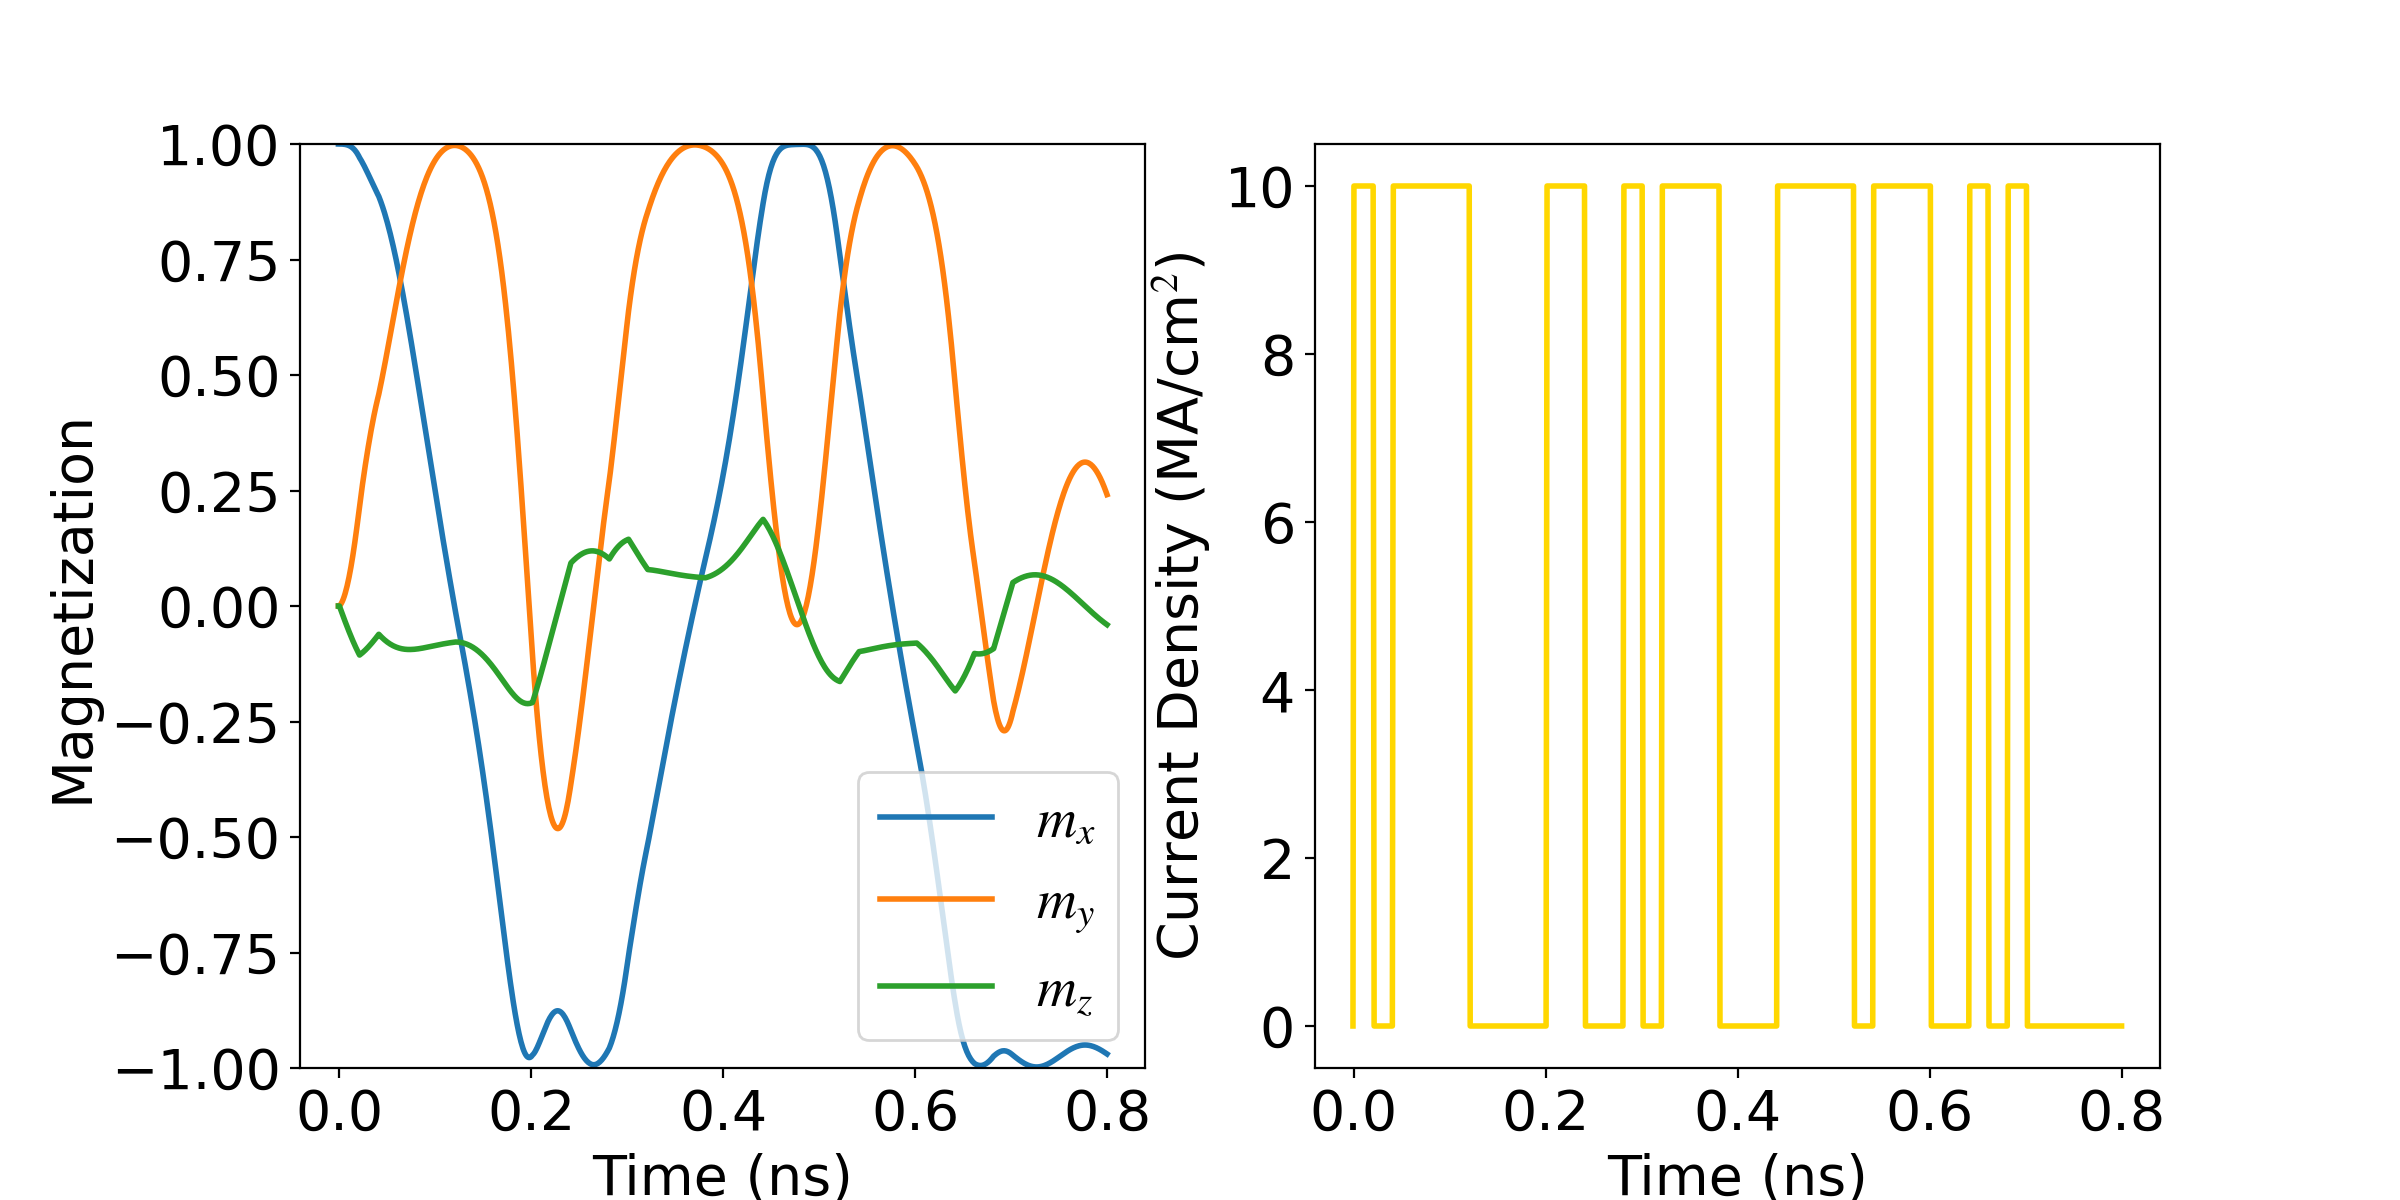 Magnetization
1.00
0.75
0.50
0.25
0.00
−0.25
−0.50
−0.75
−1.00
0.0 0.2 0.4 0.6 0.8
Time (ns)
m_x
m_y
m_z
Current Density (MA/cm²)
10
8
6
4
2
0
0.0 0.2 0.4 0.6 0.8
Time (ns)